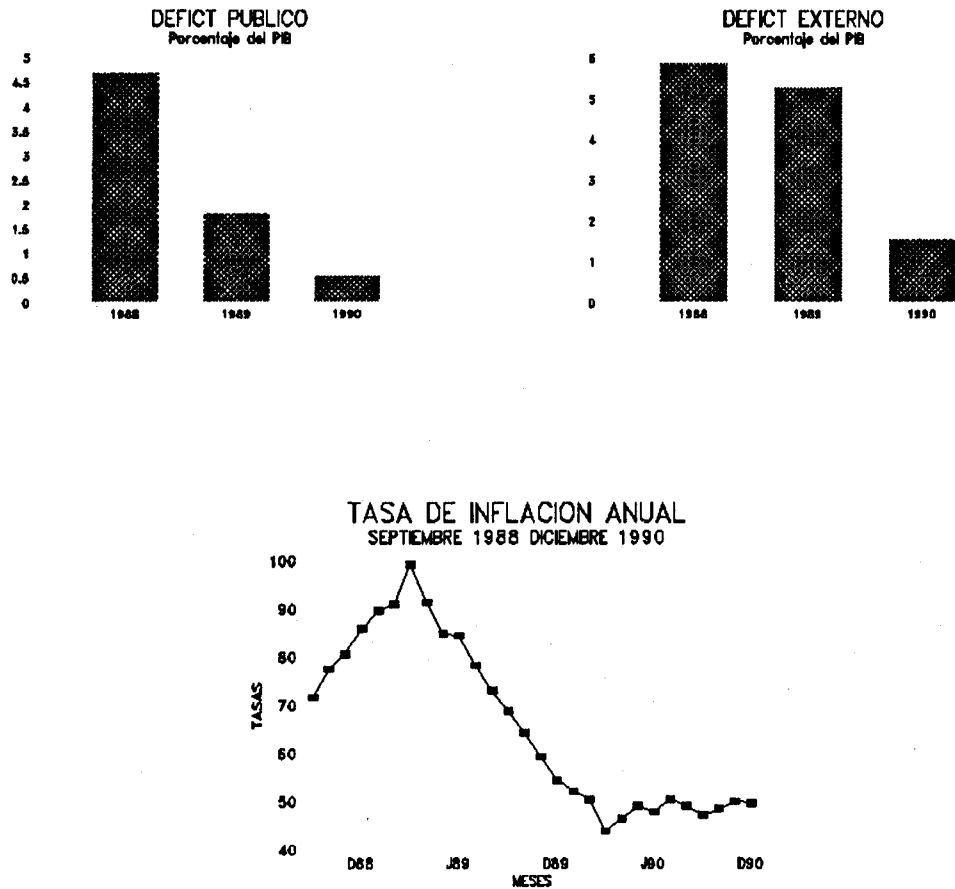 DEFICT PUBLICO
Porcentaje del PIB
5
4.5
4
3.5
3
2.5
2
1.5
1
0.5
0
1988
1989
1990
DEFICT EXTERNO
Porcentaje del PIB
6
5
4
3
2
1
0
1988
1989
1990
TASA DE INFLACION ANUAL
SEPTIEMBRE 1988 DICIEMBRE 1990
TASAS
100
90
80
70
60
50
40
D88
J89
D89
J90
D90
MESES